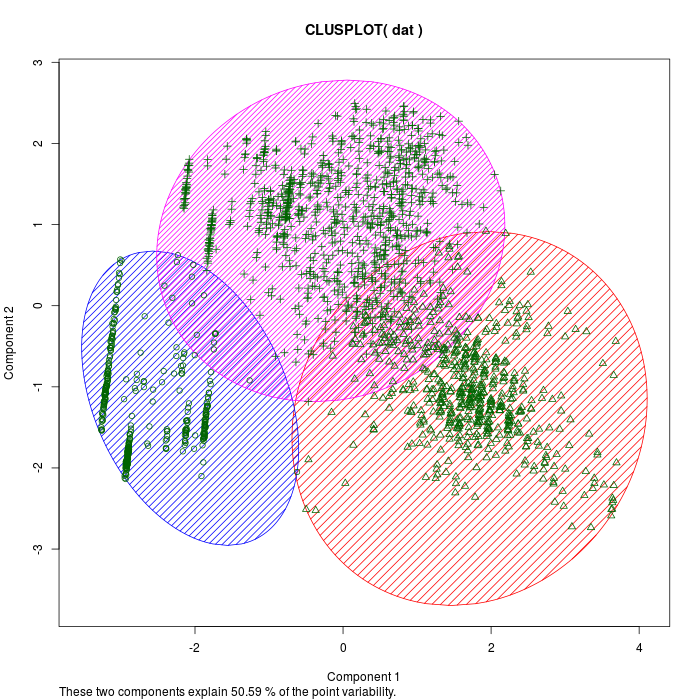 CLUSPLOT( dat )
3
2
1
0
-1
-2
-3
Component 2
-2
0
2
4
Component 1
These two components explain 50.59 % of the point variability.